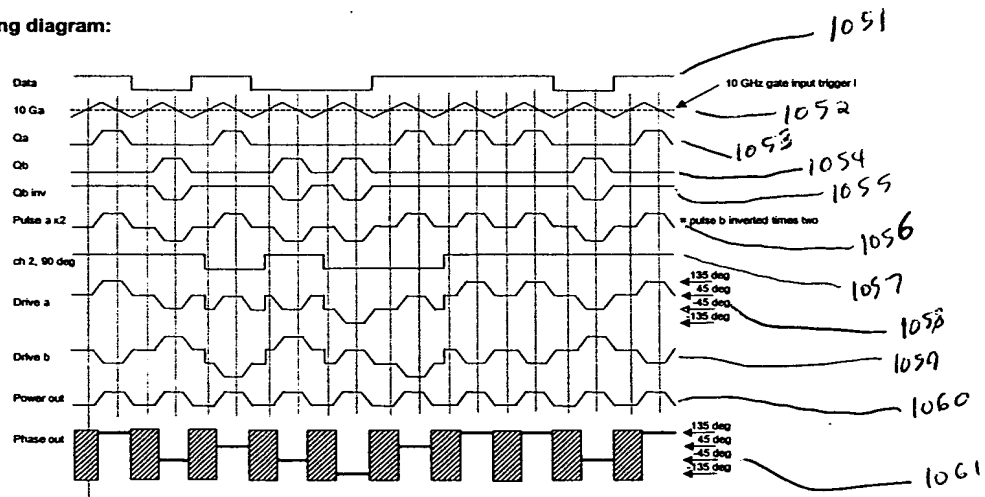 ng diagram:
1051
Data
10 GHz gate input trigger l
10 Ga
1052
Qa
1053
Qb
1054
Qb inv
1055
Pulse a x2
= pulse b inverted times two
1056
ch 2, 90 deg
1057
135 deg
45 deg
Drive a
-45 deg
-135 deg
1058
Drive b
1059
Power out
1060
Phase out
135 deg
45 deg
-45 deg
-135 deg
1061